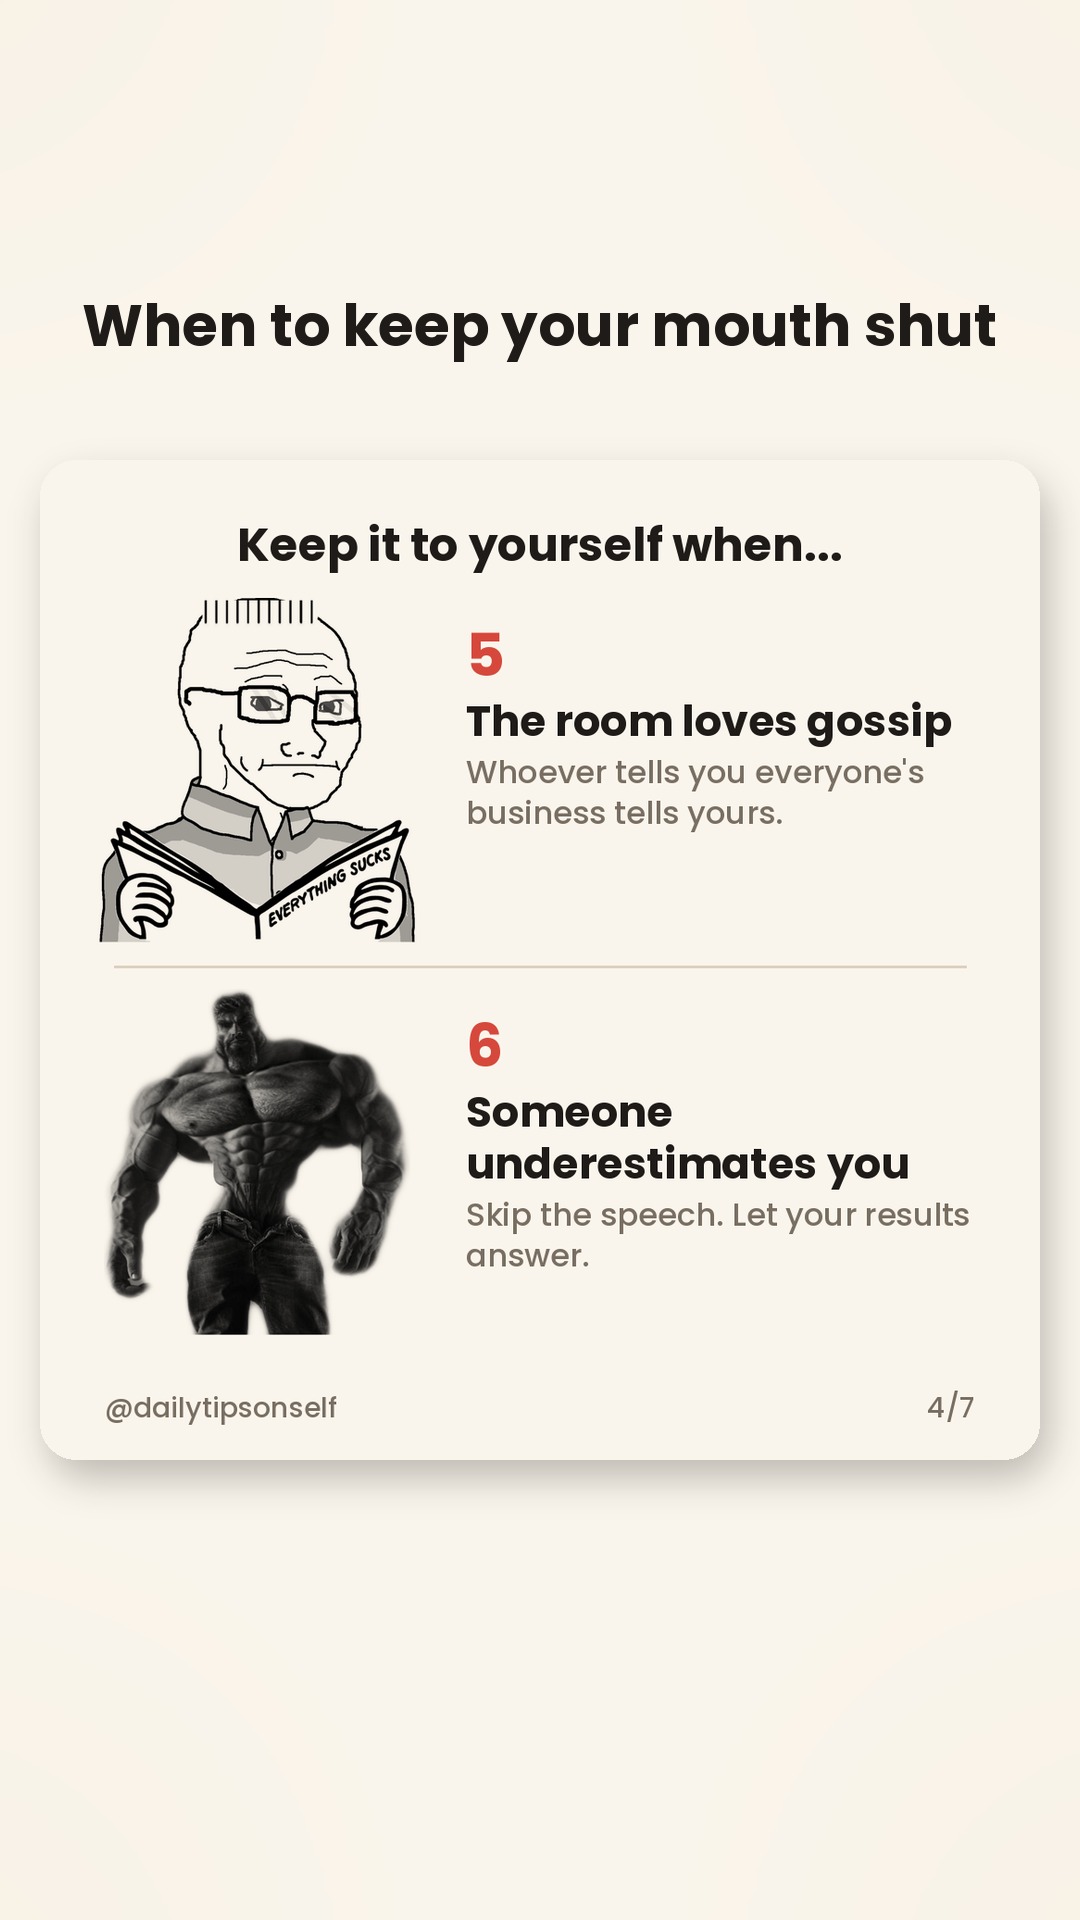 When to keep your mouth shut
Keep it to yourself when...
5
The room loves gossip
Whoever tells you everyone's
business tells yours.
EVERYTHING SUCKS
6
Someone
underestimates you
Skip the speech. Let your results
answer.
@dailytipsonself
4/7